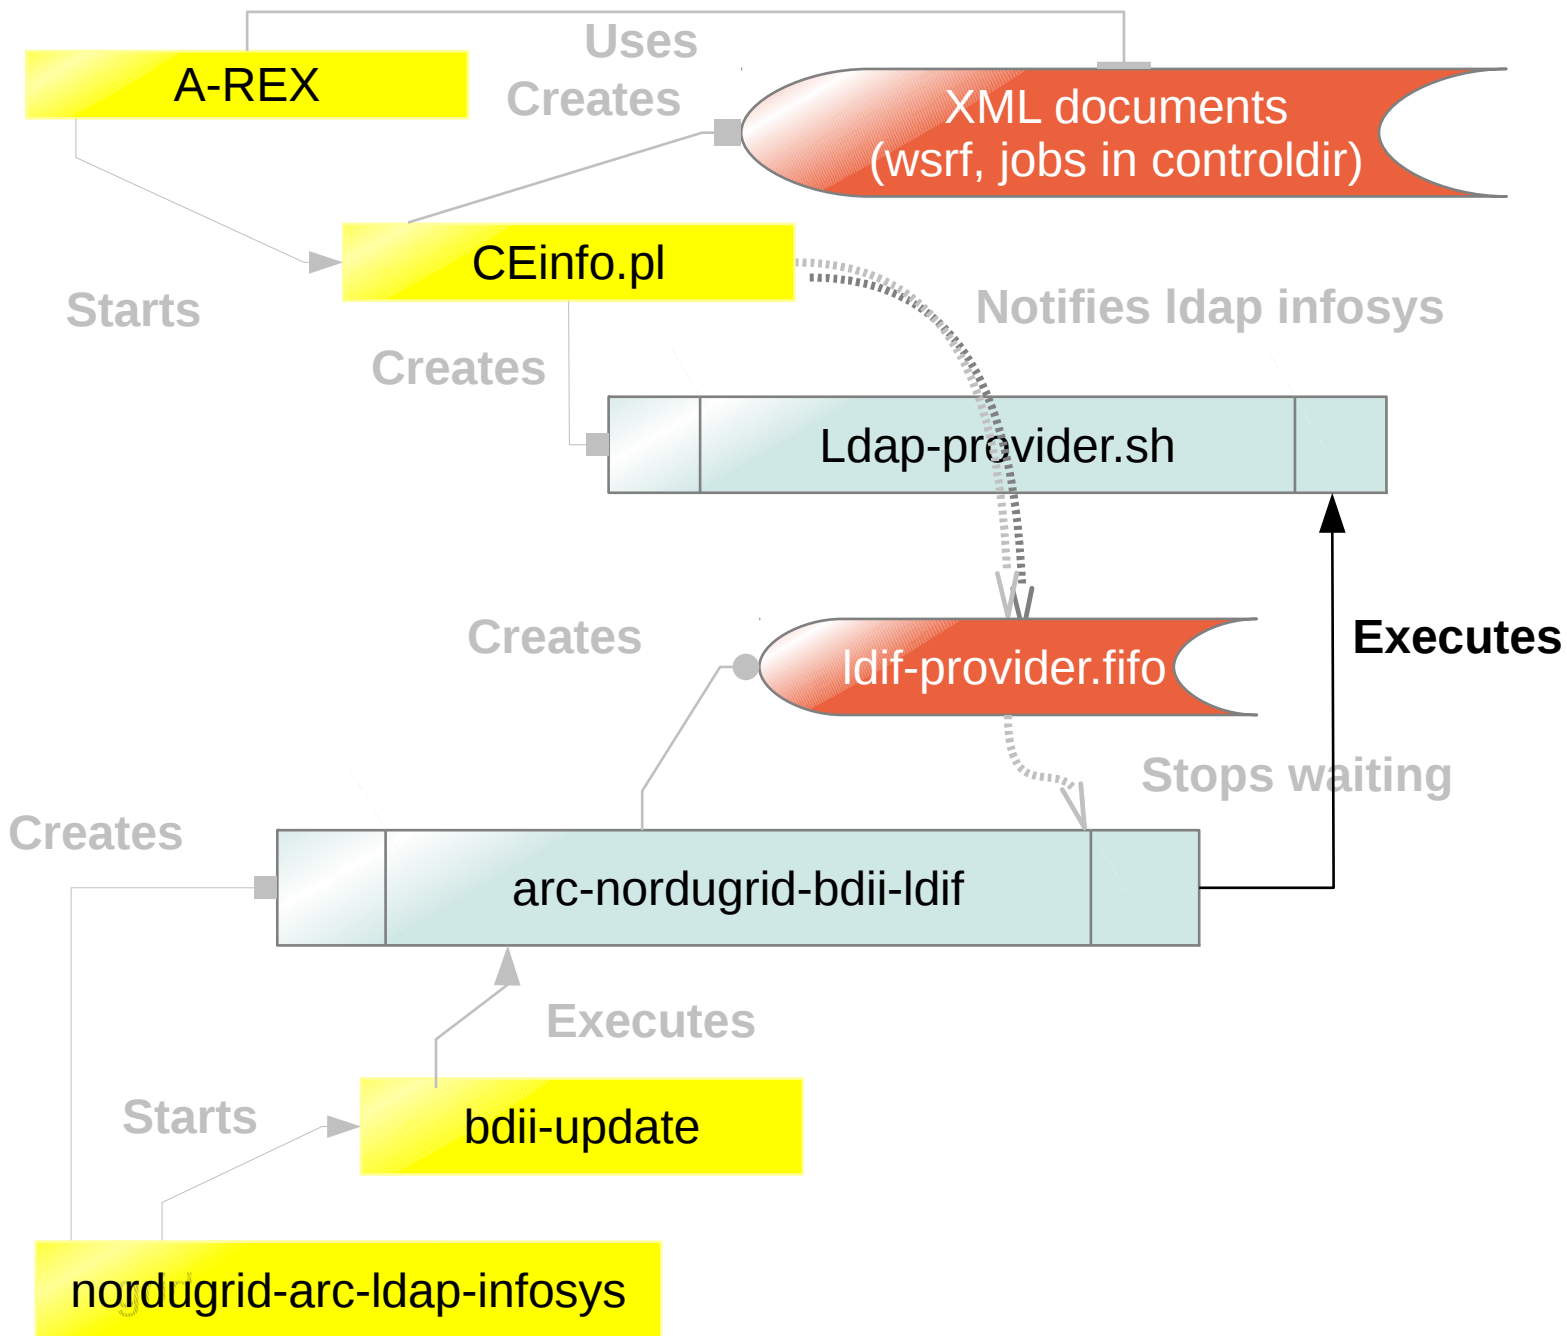 Uses
A-REX
Creates
XML documents
(wsrf, jobs in controldir)
CEinfo.pl
Starts
Notifies ldap infosys
Creates
Ldap-provider.sh
Creates
Executes
ldif-provider.fifo
Stops waiting
Creates
arc-nordugrid-bdii-ldif
Executes
Starts
bdii-update
nordugrid-arc-ldap-infosys